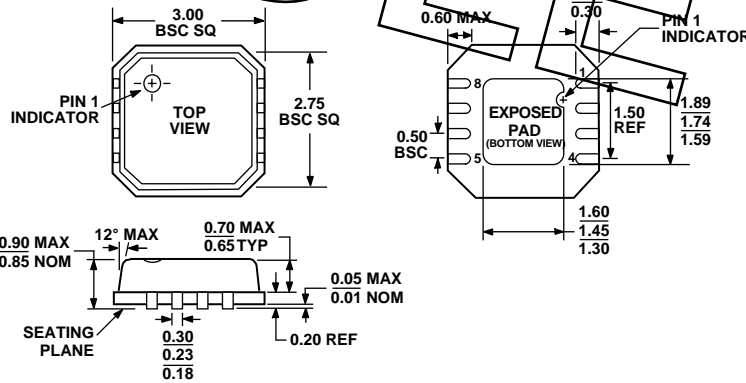 3.00
BSC SQ
PIN 1
INDICATOR
TOP
VIEW
2.75
BSC SQ
0.60 MAX
0.30
PIN 1
INDICATOR
8
1
EXPOSED
PAD
(BOTTOM VIEW)
5
4
0.50
BSC
1.50
REF
1.89
1.74
1.59
1.60
1.45
1.30
0.90 MAX
0.85 NOM
12° MAX
0.70 MAX
0.65 TYP
0.05 MAX
0.01 NOM
SEATING
PLANE
0.30
0.23
0.18
0.20 REF